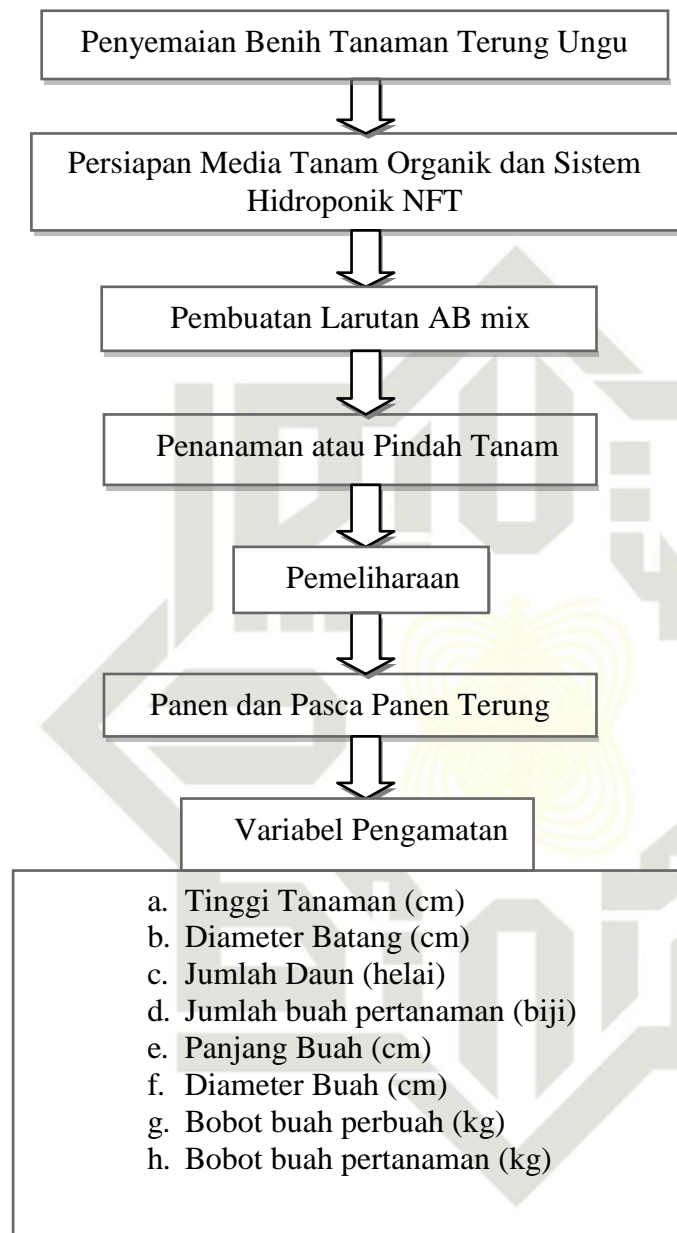 Penyemaian Benih Tanaman Terung Ungu
Persiapan Media Tanam Organik dan Sistem
Hidroponik NFT
Pembuatan Larutan AB mix
Penanaman atau Pindah Tanam
Pemeliharaan
Panen dan Pasca Panen Terung
Variabel Pengamatan
a. Tinggi Tanaman (cm)
b. Diameter Batang (cm)
c. Jumlah Daun (helai)
d. Jumlah buah pertanaman (biji)
e. Panjang Buah (cm)
f. Diameter Buah (cm)
g. Bobot buah perbuah (kg)
h. Bobot buah pertanaman (kg)